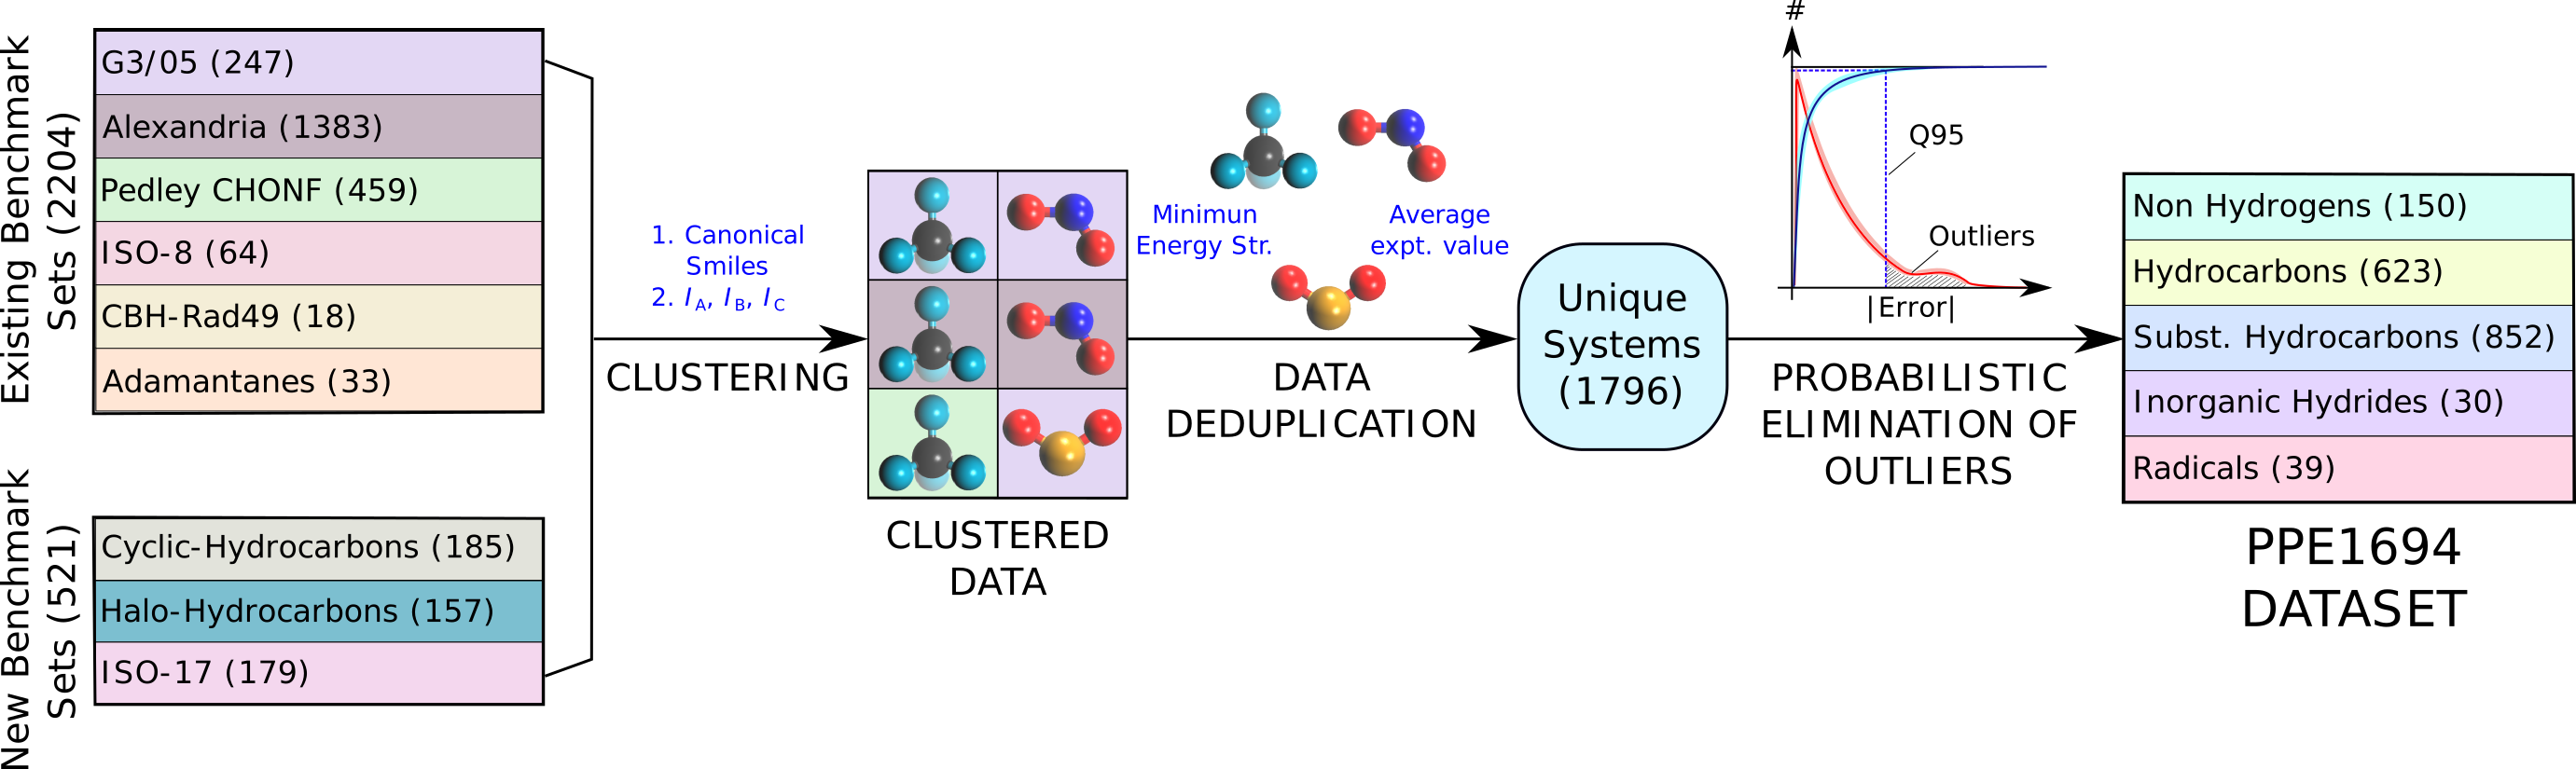 Existing Benchmark
Sets (2204)
G3/05 (247)
Alexandria (1383)
Pedley CHONF (459)
ISO-8 (64)
CBH-Rad49 (18)
Adamantanes (33)
New Benchmark
Sets (521)
Cyclic-Hydrocarbons (185)
Halo-Hydrocarbons (157)
ISO-17 (179)
1. Canonical
Smiles
2. I_A, I_B, I_C
CLUSTERING
CLUSTERED
DATA
Minimun
Energy Str.
Average
expt. value
DATA
DEDUPLICATION
Unique
Systems
(1796)
#
Q95
Outliers
|Error|
PROBABILISTIC
ELIMINATION OF
OUTLIERS
Non Hydrogens (150)
Hydrocarbons (623)
Subst. Hydrocarbons (852)
Inorganic Hydrides (30)
Radicals (39)
PPE1694
DATASET